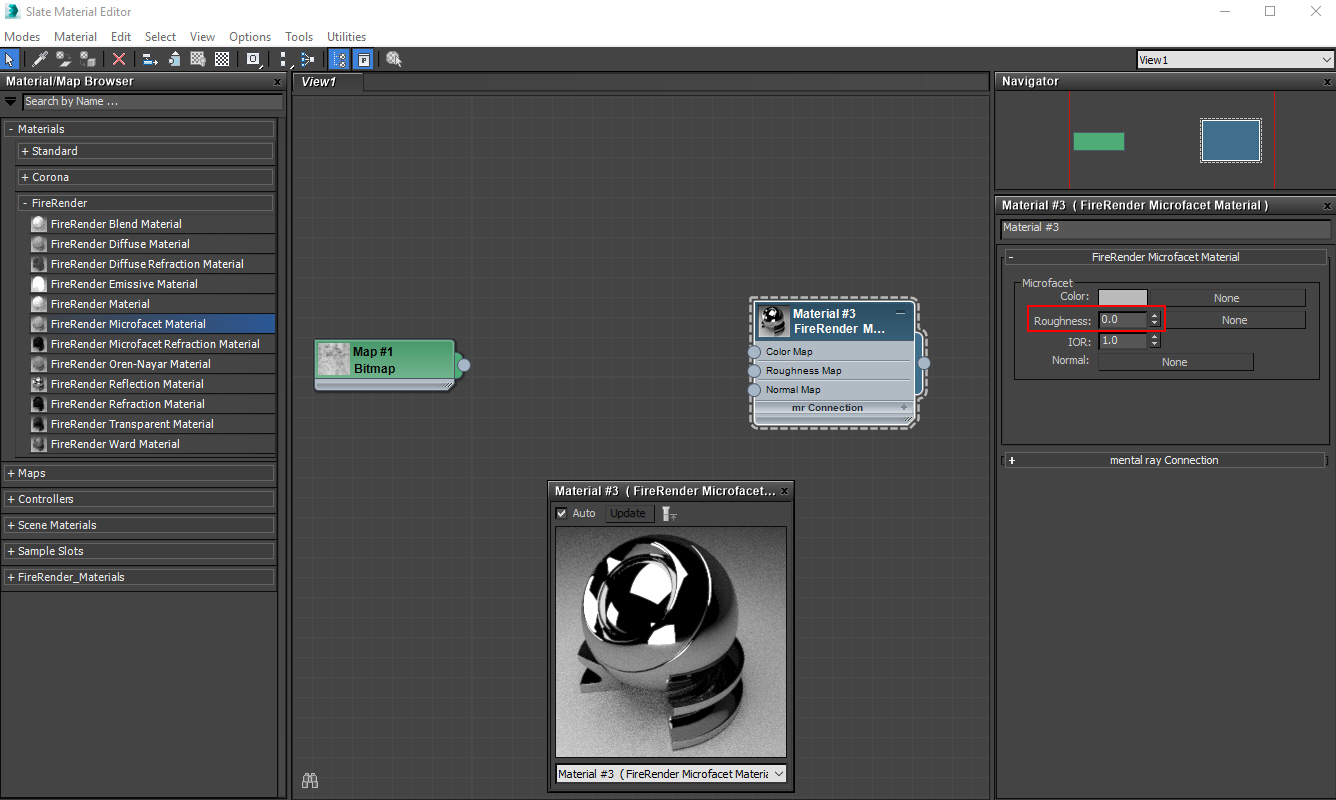 Slate Material Editor
Modes Material Edit Select View Options Tools Utilities
View1
Material/Map Browser x
Search by Name ...
- Materials
+ Standard
+ Corona
- FireRender
FireRender Blend Material
FireRender Diffuse Material
FireRender Diffuse Refraction Material
FireRender Emissive Material
FireRender Material
FireRender Microfacet Material
FireRender Microfacet Refraction Material
FireRender Oren-Nayar Material
FireRender Reflection Material
FireRender Refraction Material
FireRender Transparent Material
FireRender Ward Material
+ Maps
+ Controllers
+ Scene Materials
+ Sample Slots
+ FireRender_Materials
View1
Map #1
Bitmap
Material #3
FireRender M...
Color Map
Roughness Map
Normal Map
mr Connection +
Material #3 ( FireRender Microfacet... x
Auto Update
Material #3 ( FireRender Microfacet Materia
Navigator x
Material #3 ( FireRender Microfacet Material ) x
Material #3
- FireRender Microfacet Material
Microfacet
Color: None
Roughness: 0.0 None
IOR: 1.0
Normal: None
+ mental ray Connection